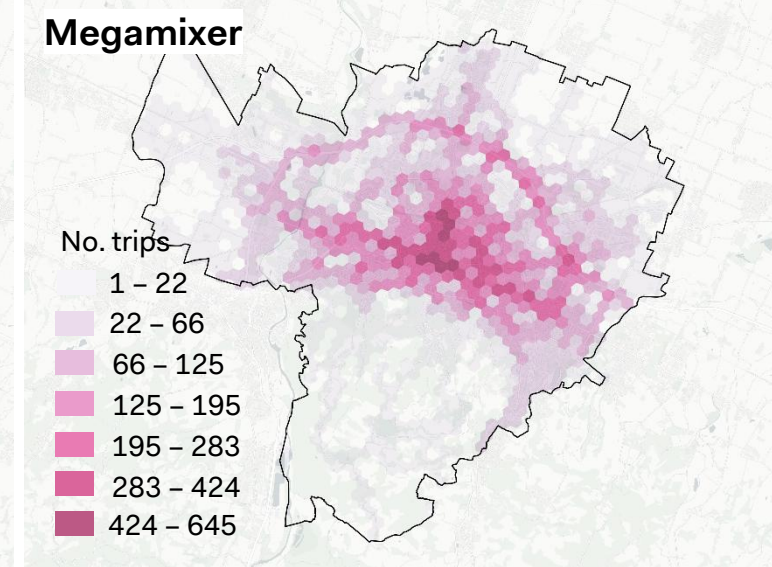 Megamixer
No. trips
1 – 22
22 – 66
66 – 125
125 – 195
195 – 283
283 – 424
424 – 645